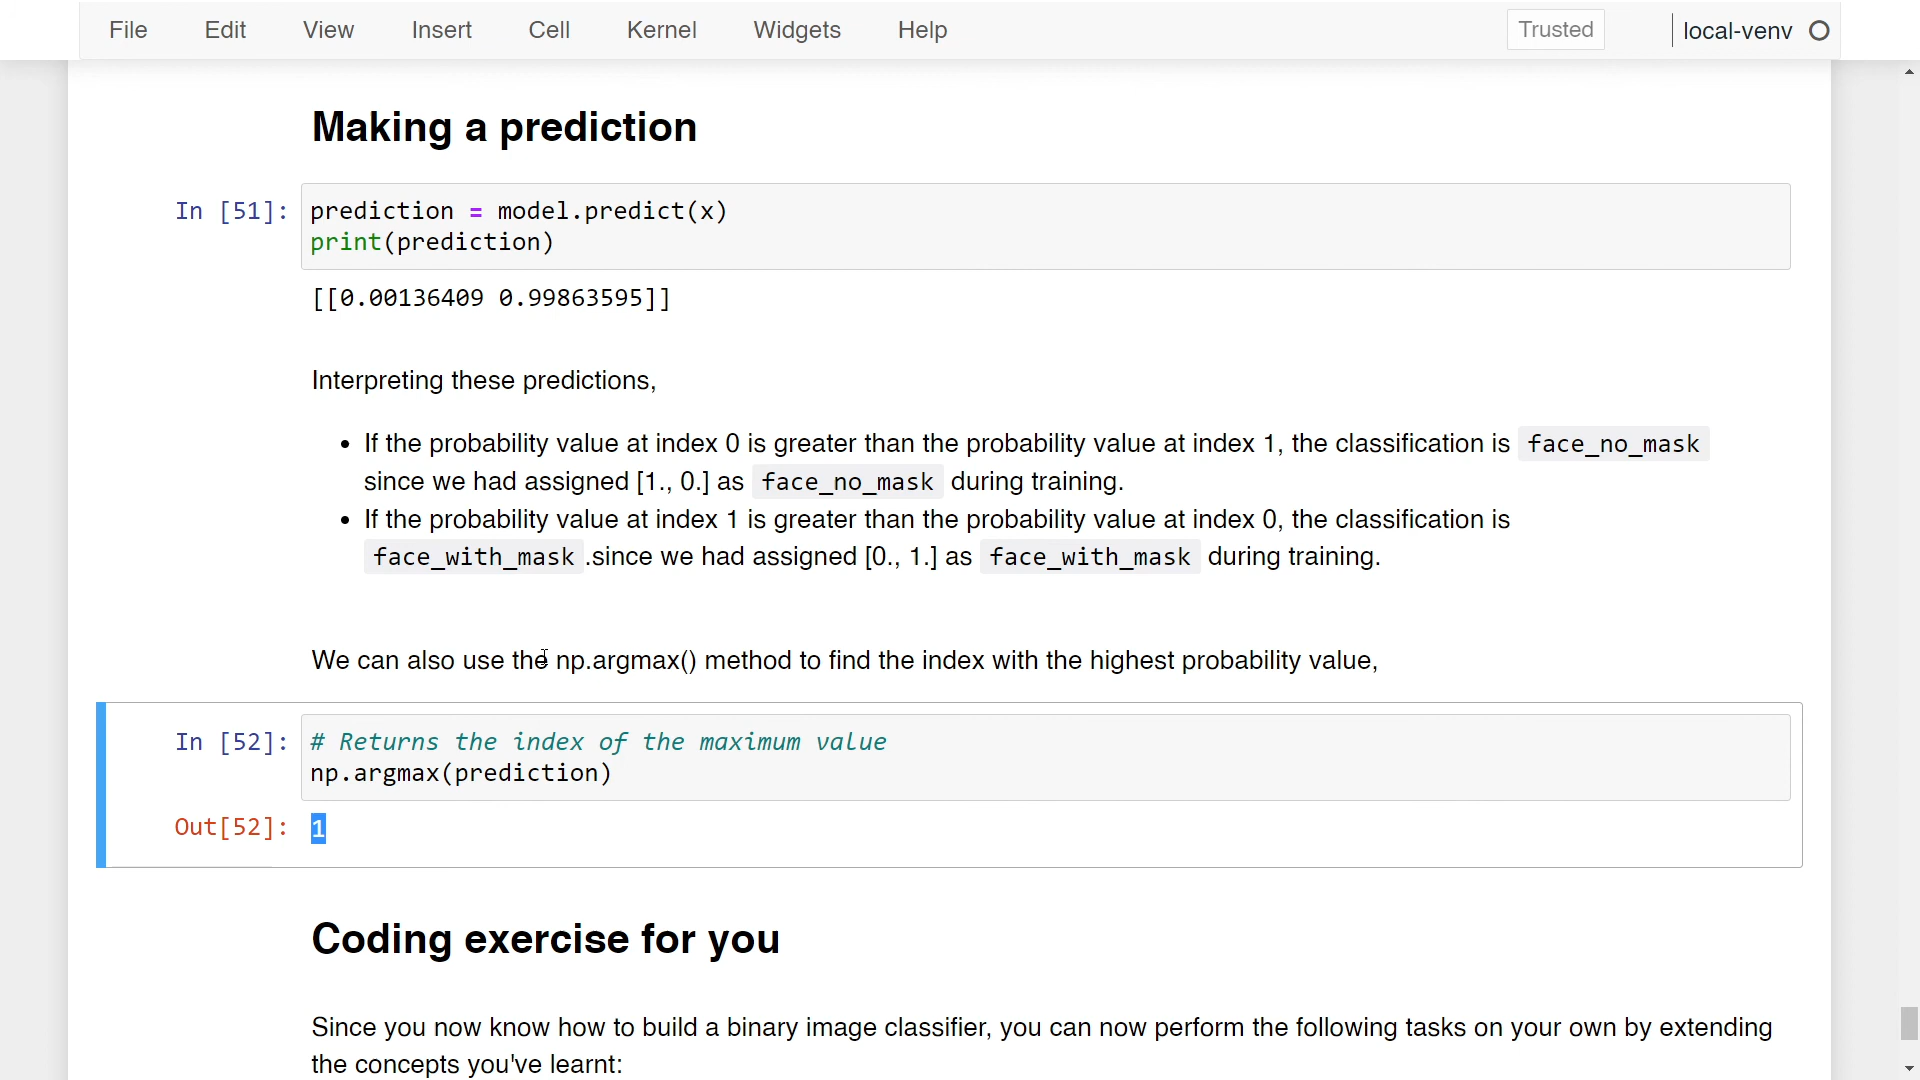 File Edit View Insert Cell Kernel Widgets Help Trusted local-venv
Making a prediction
In [51]: prediction = model.predict(x)
print(prediction)
[[0.00136409 0.99863595]]
Interpreting these predictions,
• If the probability value at index 0 is greater than the probability value at index 1, the classification is face_no_mask
since we had assigned [1., 0.] as face_no_mask during training.
• If the probability value at index 1 is greater than the probability value at index 0, the classification is
face_with_mask .since we had assigned [0., 1.] as face_with_mask during training.
We can also use the np.argmax() method to find the index with the highest probability value,
In [52]: # Returns the index of the maximum value
np.argmax(prediction)
Out[52]: 1
Coding exercise for you
Since you now know how to build a binary image classifier, you can now perform the following tasks on your own by extending
the concepts you've learnt: